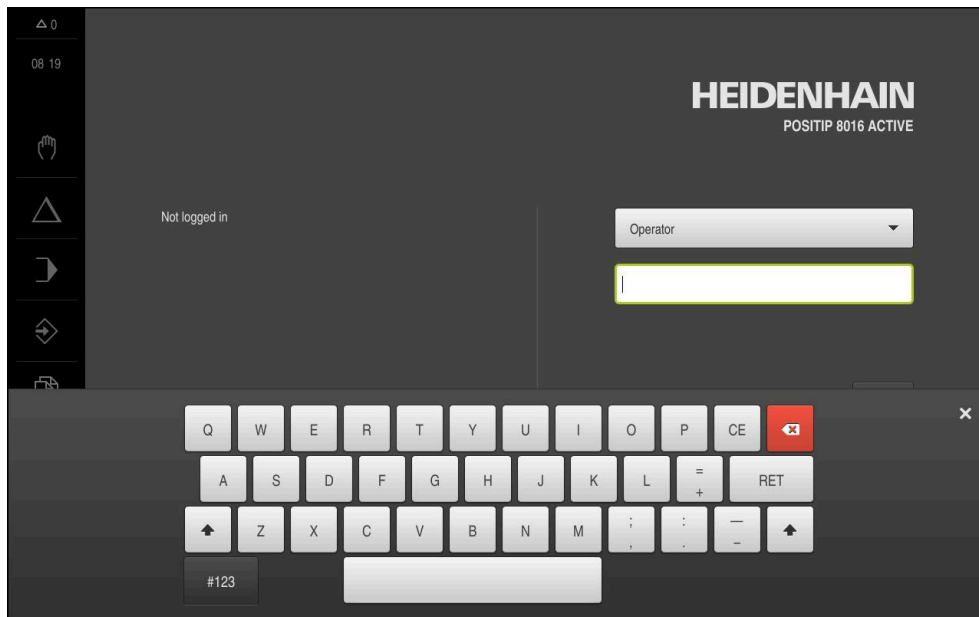 0
08 19
HEIDENHAIN
POSITIP 8016 ACTIVE
Not logged in
Operator
Q W E R T Y U I O P CE
A S D F G H J K L = + RET
Z X C V B N M ; , : . — –
#123